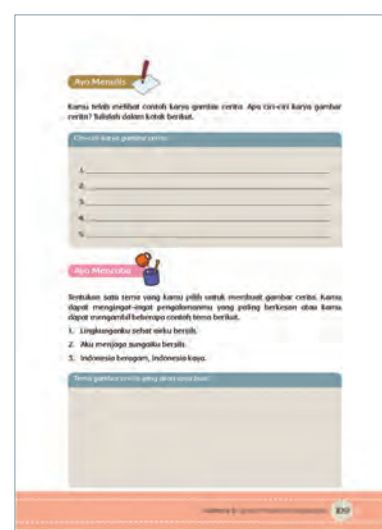 Ayo Menulis
Kamu telah melihat contoh karya gambar cerita. Apa ciri-ciri karya gambar
cerita? Tulislah dalam kotak berikut.
Ciri-ciri karya gambar cerita:
1.
2.
3.
4.
5.
Ayo Mencoba
Tentukan satu tema yang kamu pilih untuk membuat gambar cerita. Kamu
dapat mengingat-ingat pengalamanmu yang paling berkesan atau kamu
dapat mengambil beberapa contoh tema berikut.
1. Lingkunganku sehat airku bersih.
2. Aku menjaga sungaiku bersih.
3. Indonesia beragam, Indonesia kaya.
Tema gambar cerita yang akan saya buat: